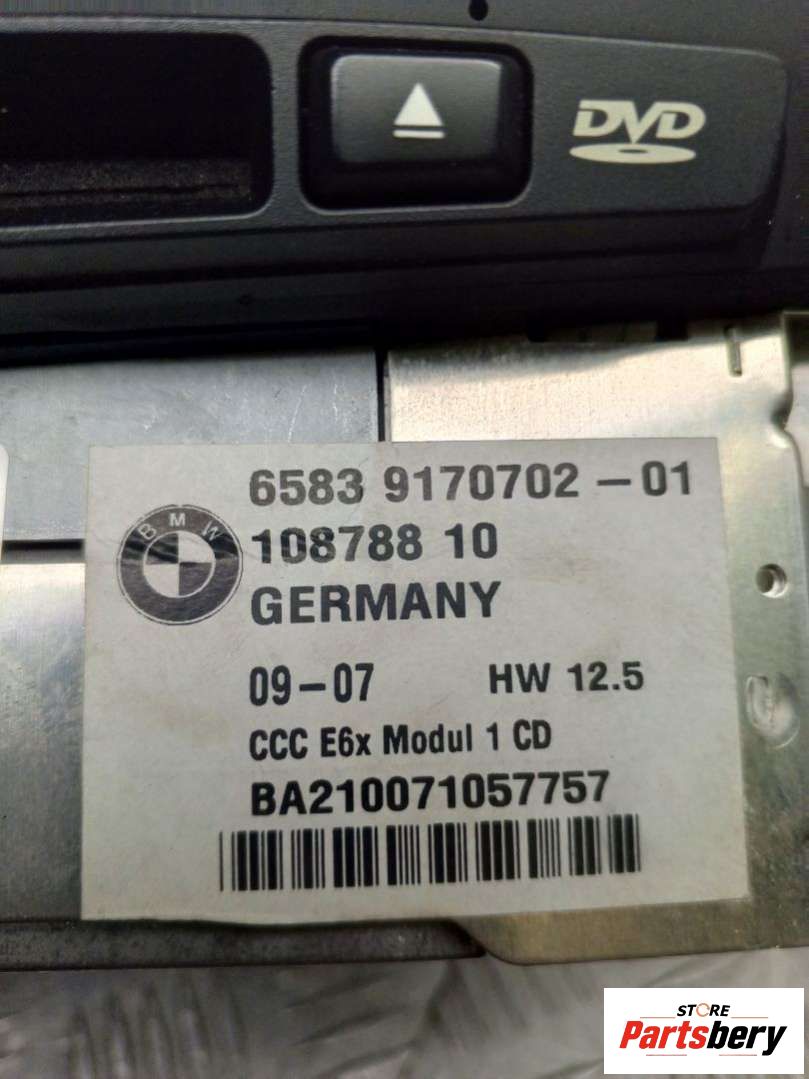 DVD
6583 9170702-01
BMW
108788 10
GERMANY
09-07 HW 12.5
CCC E6x Modul 1 CD
BA210071057757
STORE
Partsbery